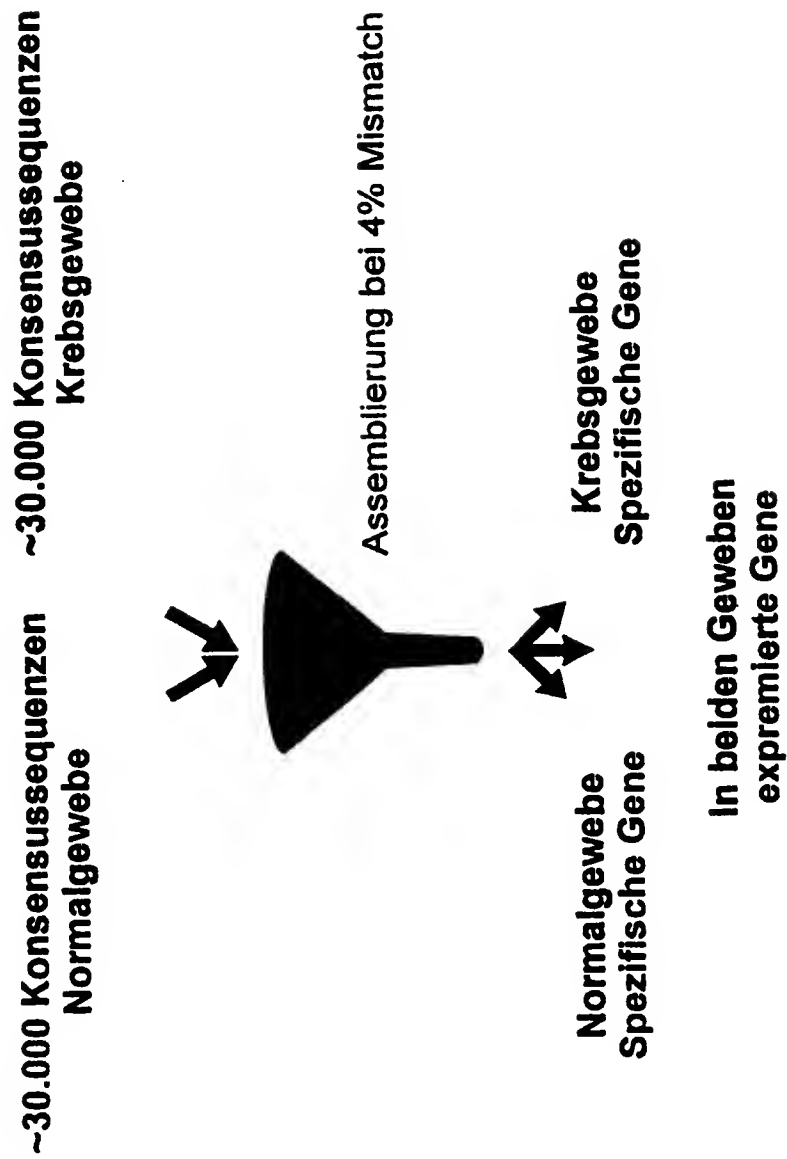 ~30.000 Konsensussequenzen
Normalgewebe
~30.000 Konsensussequenzen
Krebsgewebe
Assemblierung bei 4% Mismatch
Normalgewebe
Spezifische Gene
Krebsgewebe
Spezifische Gene
In beiden Geweben
expremierte Gene